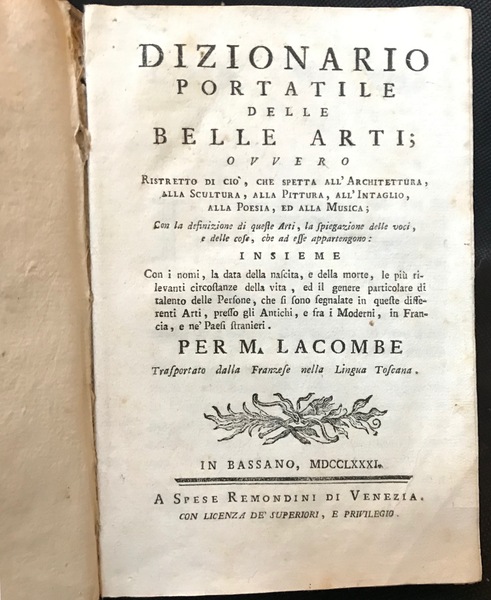 DIZIONARIO
PORTATILE
DELLE
BELLE ARTI;
OVVERO
RISTRETTO DI CIO', CHE SPETTA ALL'ARCHITETTURA,
ALLA SCULTURA, ALLA PITTURA, ALL'INTAGLIO,
ALLA POESIA, ED ALLA MUSICA;
Con la definizione di queſte Arti, la ſpiegazione delle voci,
e delle coſe, che ad eſſe appartengono:
INSIEME
Con i nomi, la data della naſcita, e della morte, le più ri-
levanti circoſtanze della vita, ed il genere particolare di
talento delle Perſone, che ſi ſono ſegnalate in queſte diffe-
renti Arti, preſſo gli Antichi, e fra i Moderni, in Fran-
cia, e ne' Paeſi ſtranieri.
PER M. LACOMBE
Traſportato dalla Franzeſe nella Lingua Toſcana.
IN BASSANO, MDCCLXXXI.
A SPESE REMONDINI DI VENEZIA.
CON LICENZA DE' SUPERIORI, E PRIVILEGIO.